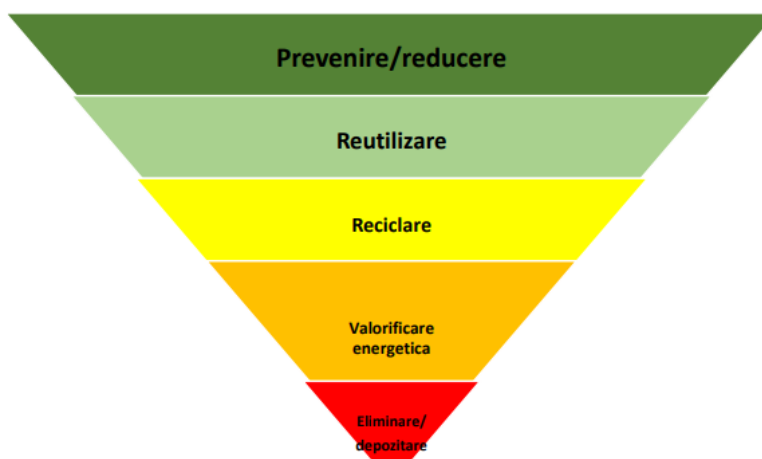 Prevenire/reducere
Reutilizare
Reciclare
Valorificare
energetica
Eliminare/
depozitare